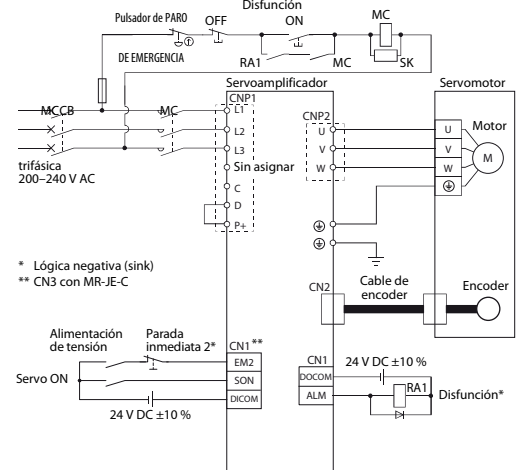 Disfunción
Pulsador de PARO
OFF
ON
MC
DE EMERGENCIA
RA1
MC
SK
Servoamplificador
Servomotor
CNP1
MCCB
MC
L1
CNP2
L2
U
U
Motor
L3
V
V
M
trifásica
200–240 V AC
Sin asignar
W
W
C
D
P+
* Lógica negativa (sink)
** CN3 con MR-JE-C
CN2
Cable de
encoder
Encoder
Alimentación
de tensión
Parada
inmediata 2*
CN1**
EM2
CN1
24 V DC ±10 %
Servo ON
SON
DOCOM
DICOM
ALM
RA1
Disfunción*
24 V DC ±10 %